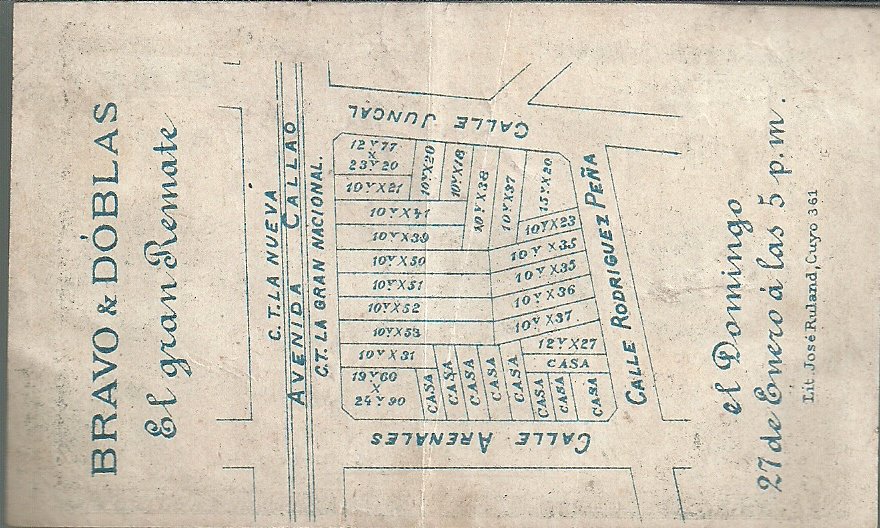 BRAVO & DÓBLAS
El gran Remate
C.T. LA NUEVA
AVENIDA CALLAO
C.T. LA GRAN NACIONAL.
CALLE JUNCAL
12 Y 77
X
23 Y 20
10 Y X 20
10 Y X 18
10 Y X 38
10 Y X 37
15 Y X 20
10 Y X 21
10 Y X 41
10 Y X 39
10 Y X 50
10 Y X 51
10 Y X 52
10 Y X 53
10 Y X 31
19 Y 60
X
24 Y 90
10 Y X 23
10 Y X 35
10 Y X 35
10 Y X 36
10 Y X 37
12 Y X 27
CASA
CASA
CASA
CASA
CASA
CASA
CASA
CASA
CASA
CALLE ARENALES
CALLE RODRIGUEZ PEÑA
el Domingo
27 de Enero á las 5 p.m.
Lit. José Ruland, Cuyo 361